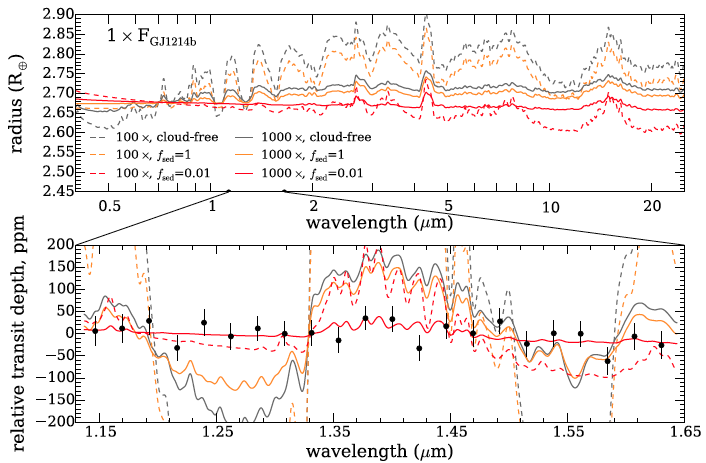 1 × F_GJ1214b
radius (R_⊕)
2.90
2.85
2.80
2.75
2.70
2.65
2.60
2.55
2.50
2.45
100×, cloud-free
100×, f_sed=1
100×, f_sed=0.01
1000×, cloud-free
1000×, f_sed=1
1000×, f_sed=0.01
0.5 1 2 5 10 20
wavelength (μm)
relative transit depth, ppm
200
150
100
50
0
−50
−100
−150
−200
1.15 1.25 1.35 1.45 1.55 1.65
wavelength (μm)